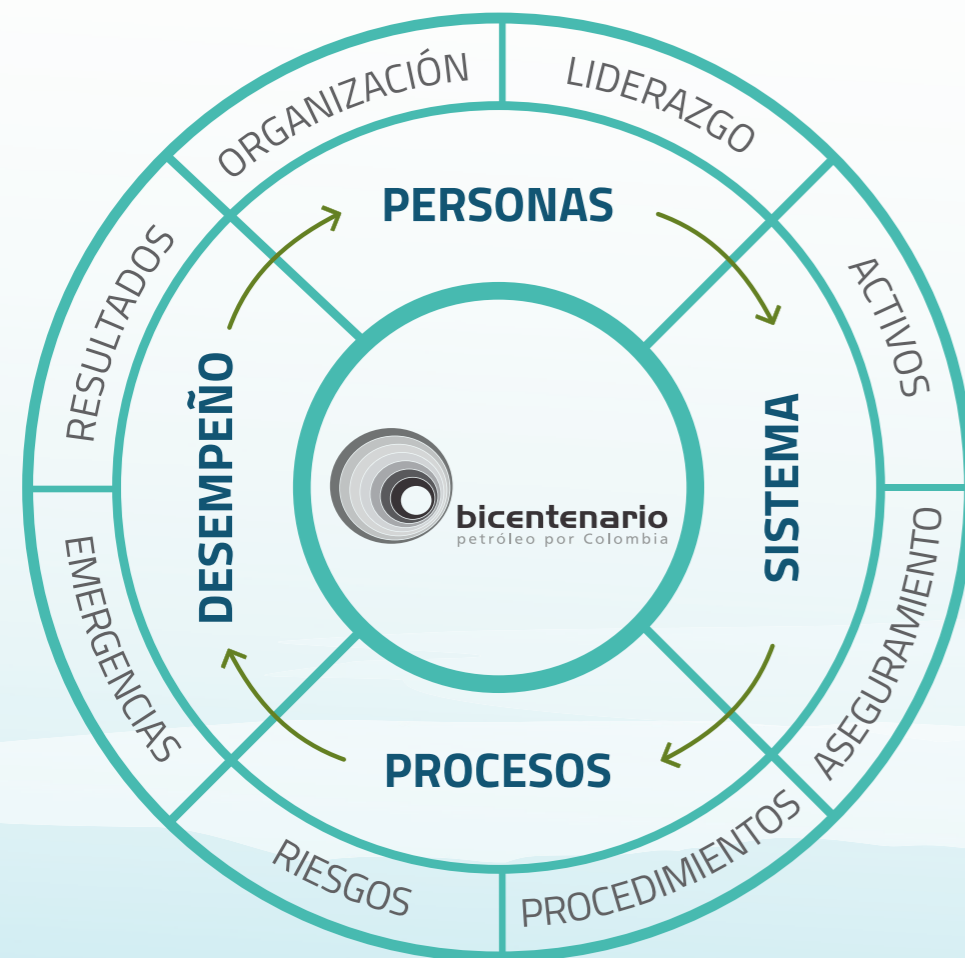 ORGANIZACIÓN
LIDERAZGO
ACTIVOS
ASEGURAMIENTO
PROCEDIMIENTOS
RIESGOS
EMERGENCIAS
RESULTADOS
PERSONAS
SISTEMA
PROCESOS
DESEMPEÑO
bicentenario
petróleo por Colombia